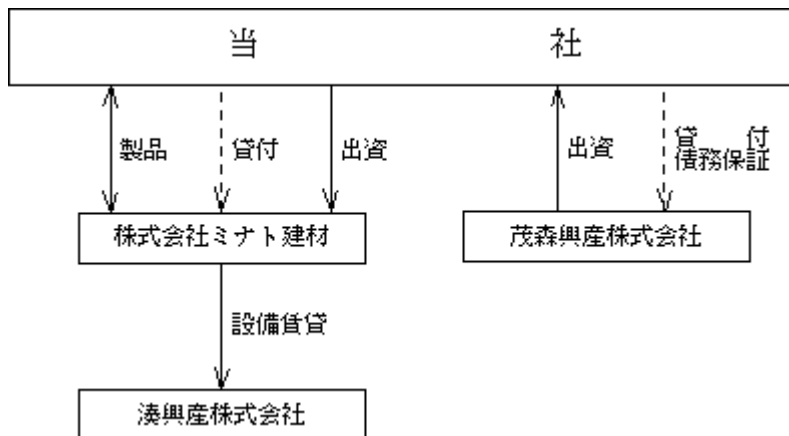 当　社
製品
貸付
出資
出資
貸　付
債務保証
株式会社ミナト建材
茂森興産株式会社
設備賃貸
湊興産株式会社